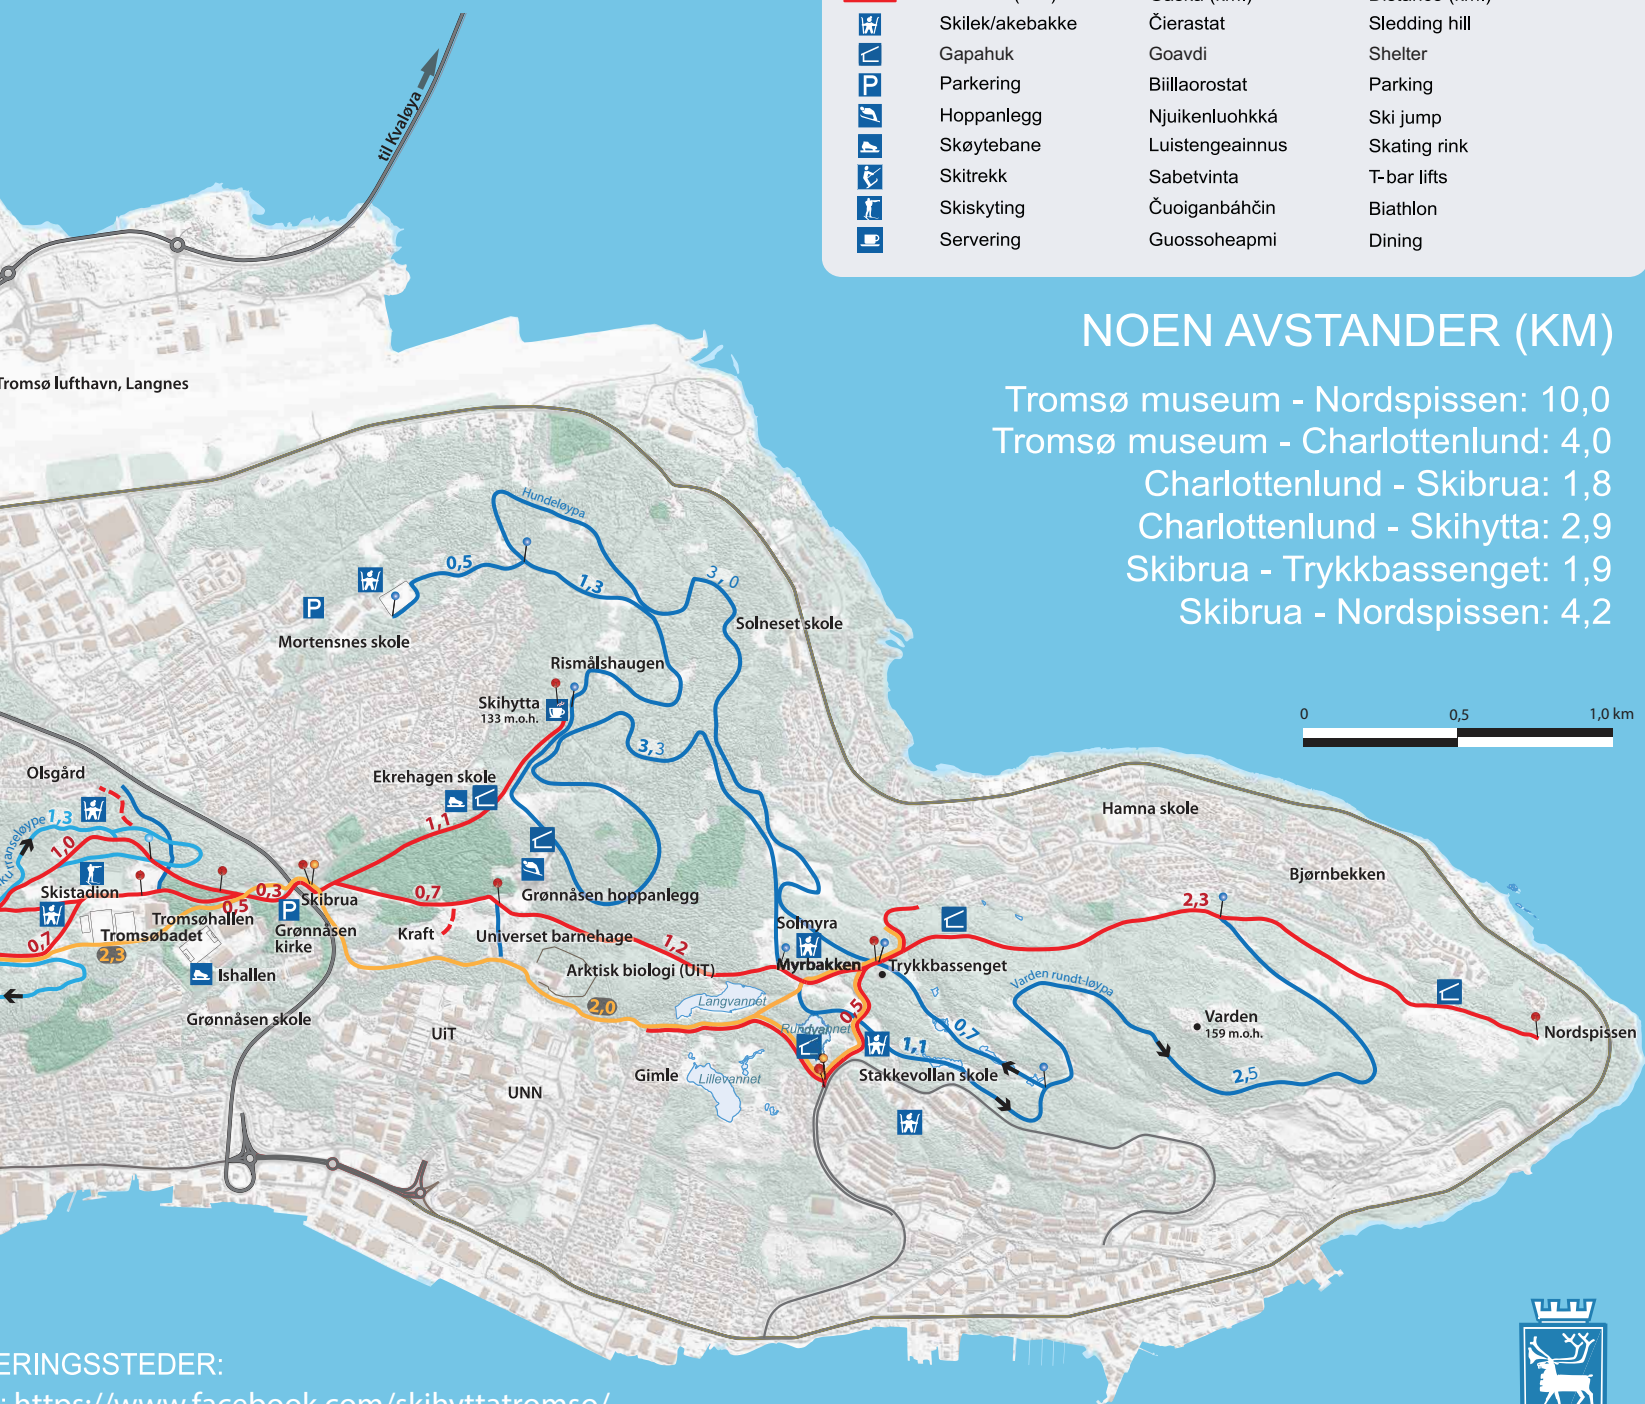 Skilek/akebakke Čierastat Sledding hill
Gapahuk Goavdi Shelter
P Parkering Biillaorostat Parking
Hoppanlegg Njuikenluohkká Ski jump
Skøytebane Luistengeainnus Skating rink
Skitrekk Sabetvinta T-bar lifts
Skiskyting Čuoiganbáhčin Biathlon
Servering Guossoheapmi Dining
til Kvaløya
NOEN AVSTANDER (KM)
Tromsø museum - Nordspissen: 10,0
Tromsø museum - Charlottenlund: 4,0
Charlottenlund - Skibrua: 1,8
Charlottenlund - Skihytta: 2,9
Skibrua - Trykkbassenget: 1,9
Skibrua - Nordspissen: 4,2
0 0,5 1,0 km
Tromsø lufthavn, Langnes
Hundeløypa
0,5
1,3
3,0
P
Mortensnes skole
Solneset skole
Rismålshaugen
Skihytta
133 m.o.h.
3,3
Olsgård
Ekrehagen skole
Hamna skole
1,3
1,1
1,0
Bjørnbekken
Skistadion
0,3
Skibrua
0,7
Grønnåsen hoppanlegg
2,3
0,5
P
Tromsøhallen
Tromsøbadet
Grønnåsen
kirke
Kraft
Universet barnehage
1,2
Solmyra
0,7
2,3
Ishallen
Arktisk biologi (UiT)
Myrbakken
Trykkbassenget
Varden rundt-løypa
Langvannet
2,0
0,5
Grønnåsen skole
UiT
Rundvannet
0,7
1,1
Varden
159 m.o.h.
Nordspissen
Gimle
Lillevannet
Stakkevollan skole
2,5
UNN
ERINGSSTEDER:
: https://www.facebook.com/skihyttatromso/